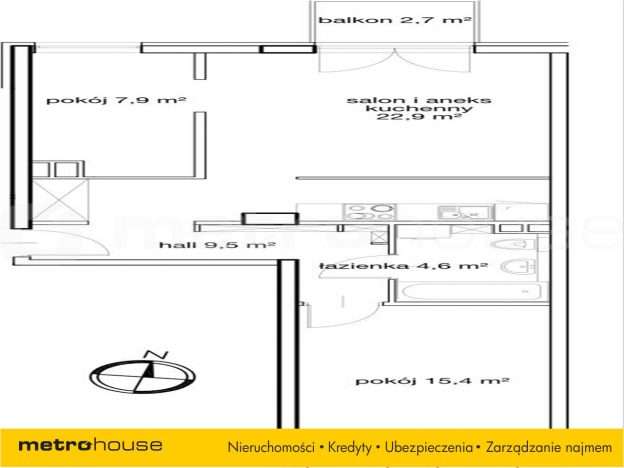 balkon 2,7 m²
pokój 7,9 m²
salon i aneks
kuchenny
22,9 m²
hall 9,5 m²
łazienka 4,6 m²
N
pokój 15,4 m²
metrohouse
Nieruchomości • Kredyty • Ubezpieczenia • Zarządzanie najmem
metrohouse